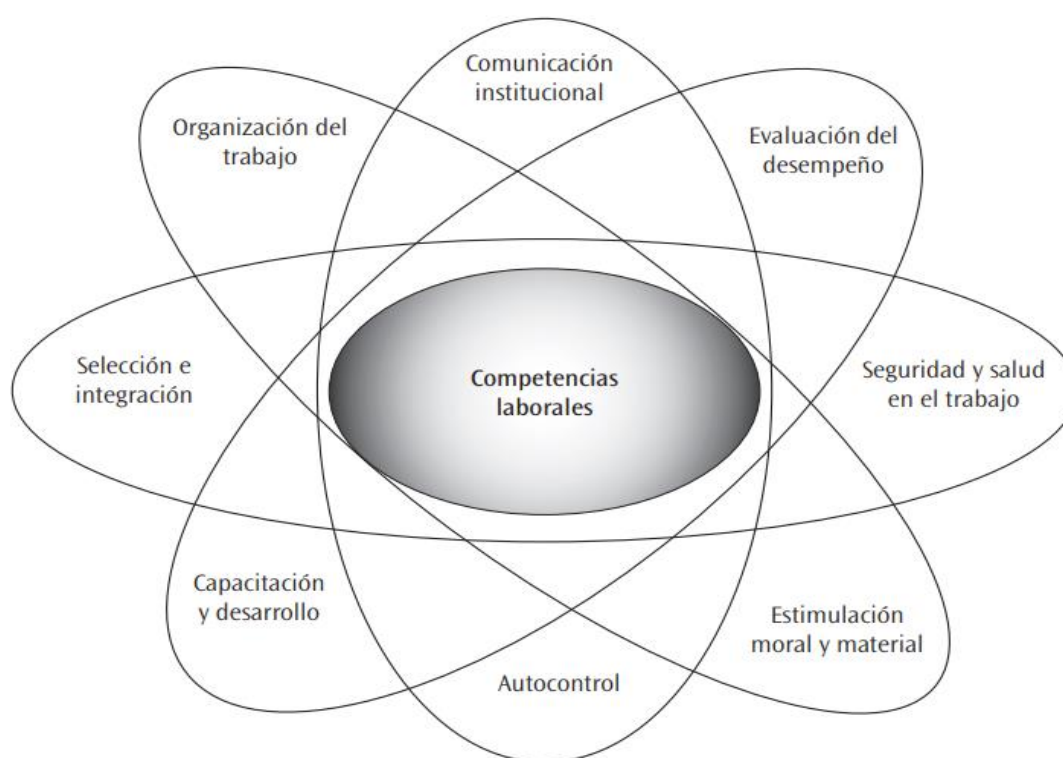 Comunicación
institucional
Organización del
trabajo
Evaluación del
desempeño
Selección e
integración
Competencias
laborales
Seguridad y salud
en el trabajo
Capacitación
y desarrollo
Estimulación
moral y material
Autocontrol